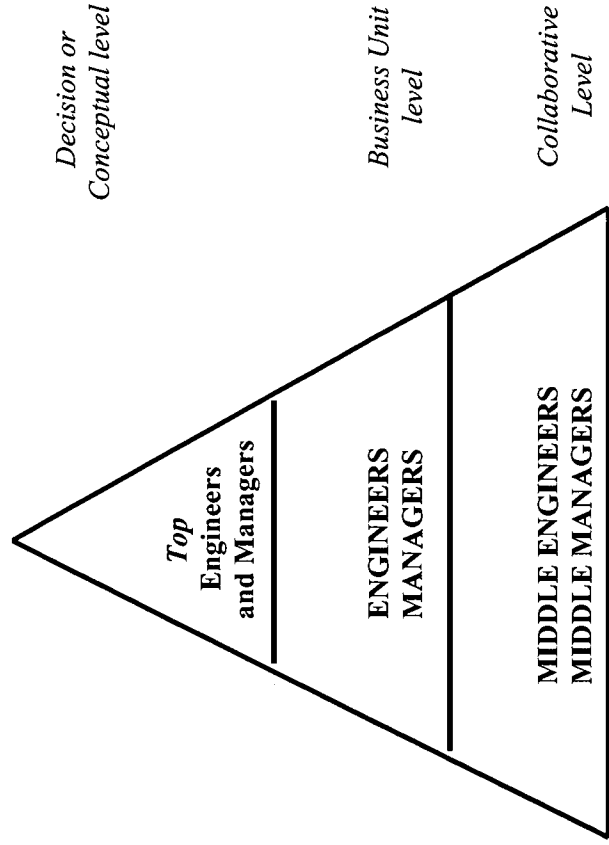 Top
Engineers
and Managers
Decision or
Conceptual level
ENGINEERS
MANAGERS
Business Unit
level
MIDDLE ENGINEERS
MIDDLE MANAGERS
Collaborative
Level